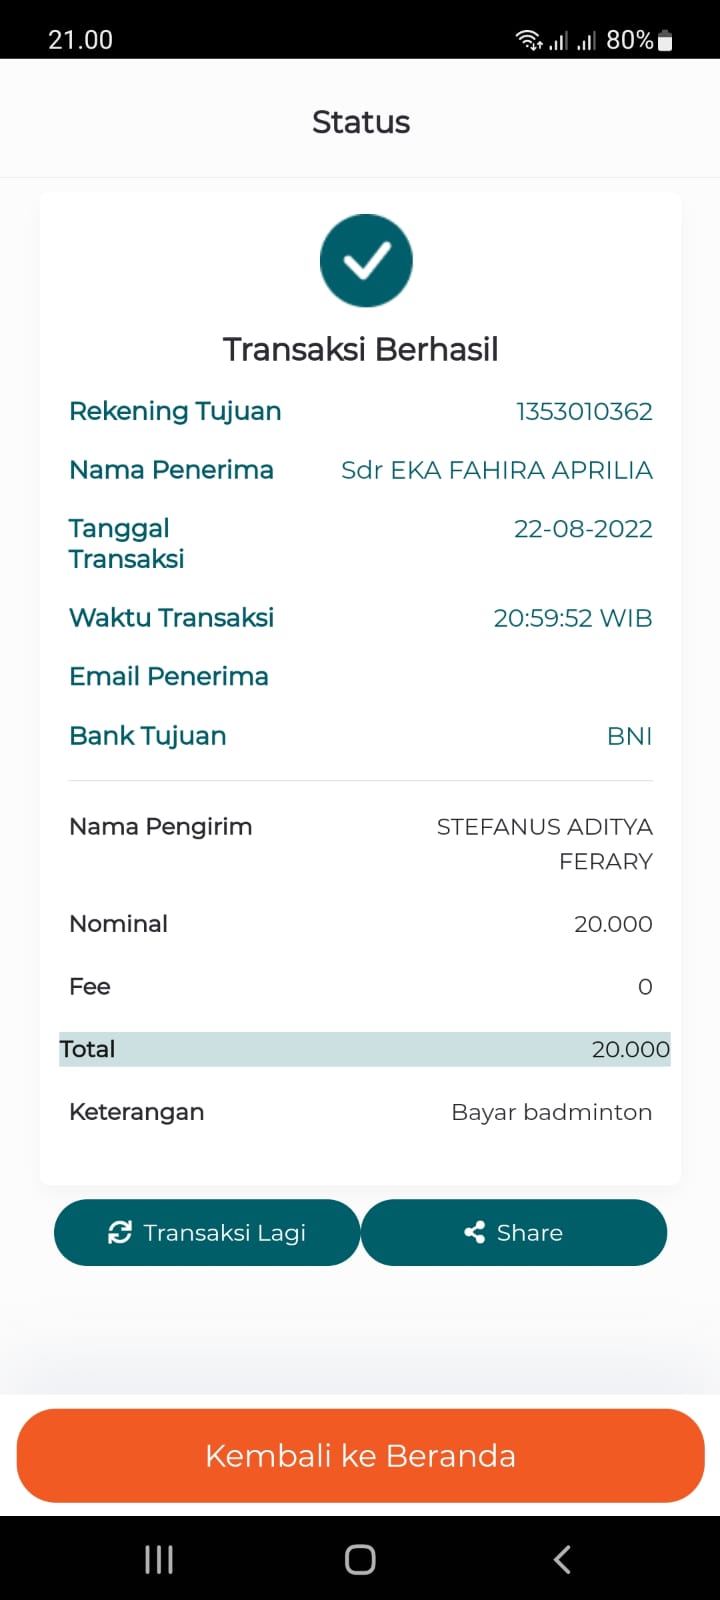 21.00
80%
Status
Transaksi Berhasil
Rekening Tujuan 1353010362
Nama Penerima Sdr EKA FAHIRA APRILIA
Tanggal 22-08-2022
Transaksi
Waktu Transaksi 20:59:52 WIB
Email Penerima
Bank Tujuan BNI
Nama Pengirim STEFANUS ADITYA
FERARY
Nominal 20.000
Fee 0
Total 20.000
Keterangan Bayar badminton
Transaksi Lagi Share
Kembali ke Beranda